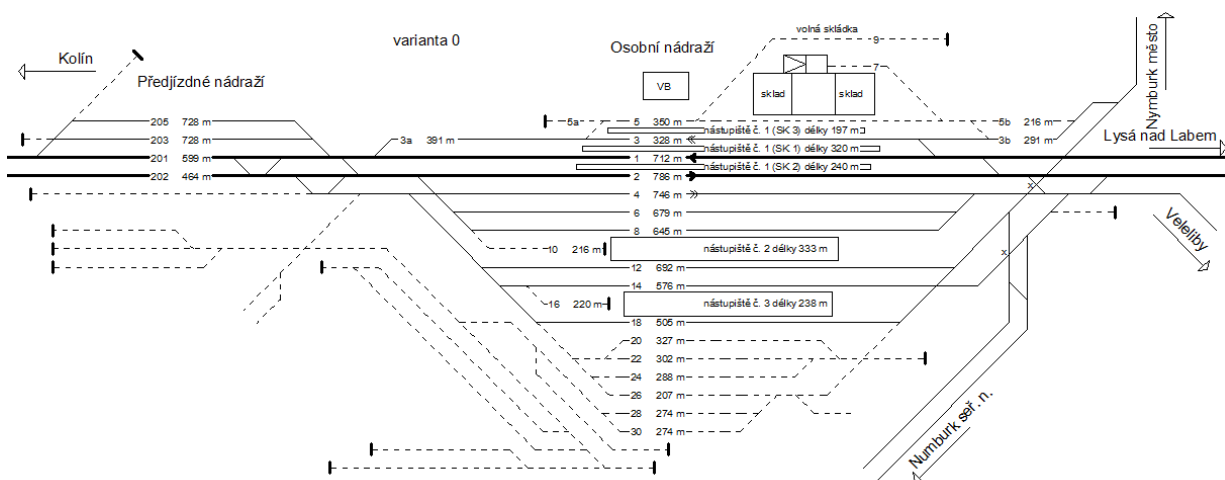 varianta 0
Osobní nádraží
volná skládka
9
Kolín
Předjízdné nádraží
VB
7
sklad
sklad
Nymburk město
205 728 m
5a
5 350 m
5b 216 m
nástupiště č. 1 (SK 3) délky 197 m
203 728 m
3a 391 m
3 328 m
3b 291 m
Lysá nad Labem
nástupiště č. 1 (SK 1) délky 320 m
201 599 m
1 712 m
nástupiště č. 1 (SK 2) délky 240 m
202 464 m
2 786 m
x
4 746 m
6 679 m
8 645 m
Veleliby
10 216 m
nástupiště č. 2 délky 333 m
x
12 692 m
14 576 m
16 220 m
nástupiště č. 3 délky 238 m
18 505 m
20 327 m
22 302 m
24 288 m
26 207 m
28 274 m
30 274 m
Numburk seř. n.